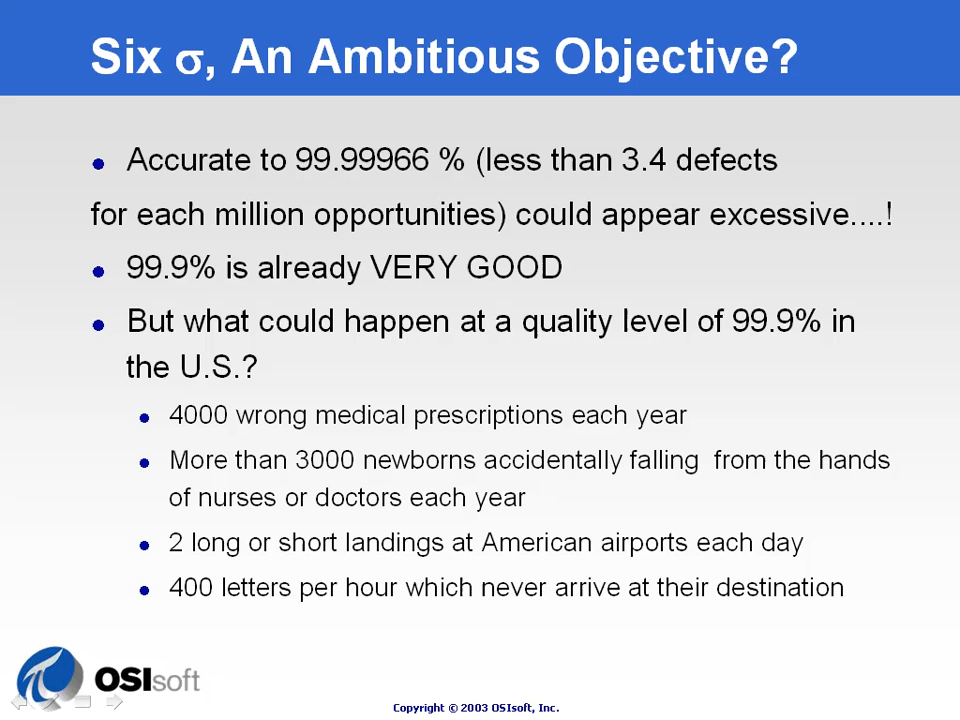 Six σ, An Ambitious Objective?
Accurate to 99.99966 % (less than 3.4 defects
for each million opportunities) could appear excessive....!
99.9% is already VERY GOOD
But what could happen at a quality level of 99.9% in
the U.S.?
4000 wrong medical prescriptions each year
More than 3000 newborns accidentally falling from the hands
of nurses or doctors each year
2 long or short landings at American airports each day
400 letters per hour which never arrive at their destination
OSIsoft
Copyright © 2003 OSIsoft, Inc.